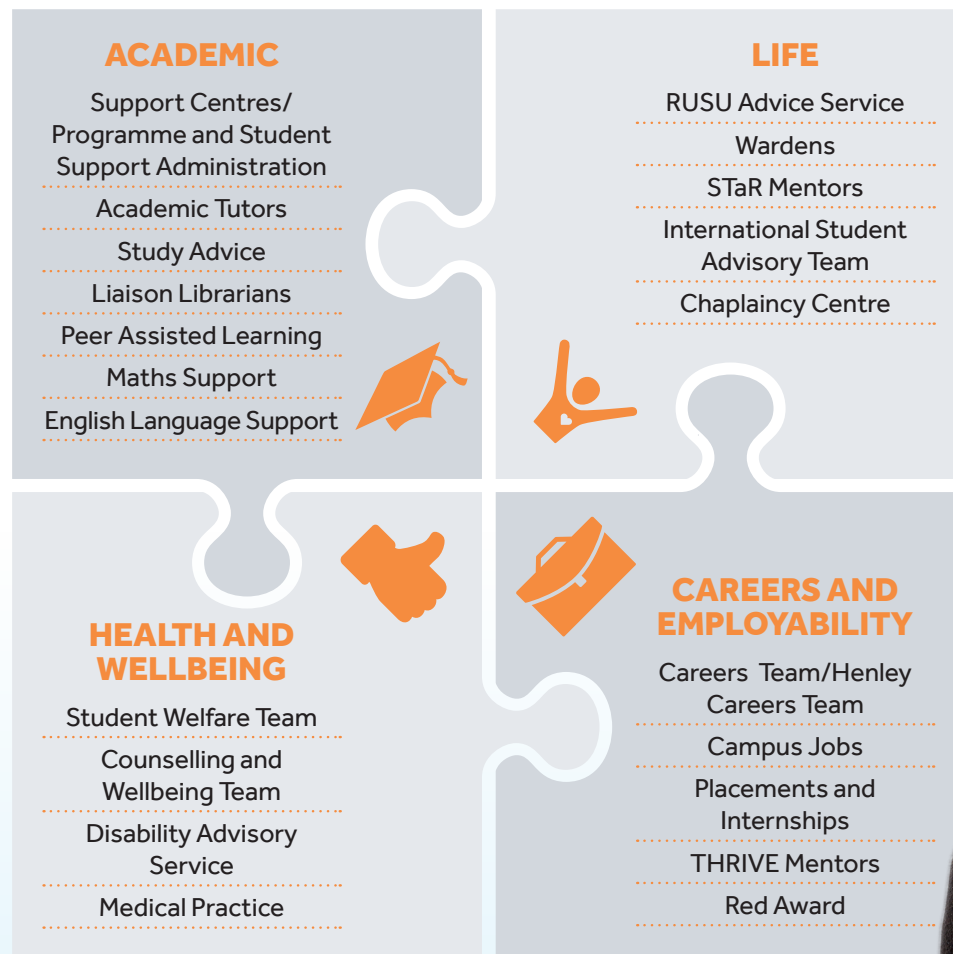 ACADEMIC
Support Centres/
Programme and Student
Support Administration
Academic Tutors
Study Advice
Liaison Librarians
Peer Assisted Learning
Maths Support
English Language Support
LIFE
RUSU Advice Service
Wardens
STaR Mentors
International Student
Advisory Team
Chaplaincy Centre
HEALTH AND
WELLBEING
Student Welfare Team
Counselling and
Wellbeing Team
Disability Advisory
Service
Medical Practice
CAREERS AND
EMPLOYABILITY
Careers Team/Henley
Careers Team
Campus Jobs
Placements and
Internships
THRIVE Mentors
Red Award